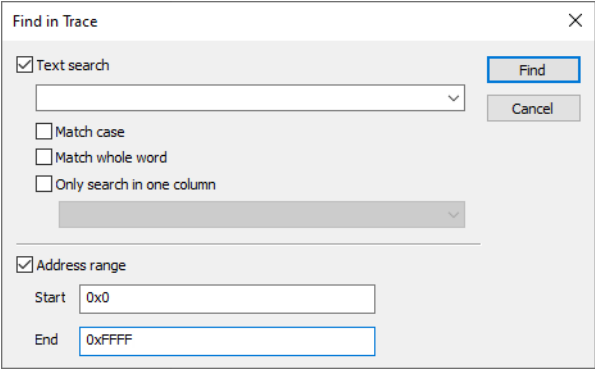 Find in Trace
Text search
Find
Cancel
Match case
Match whole word
Only search in one column
Address range
Start 0x0
End 0xFFFF